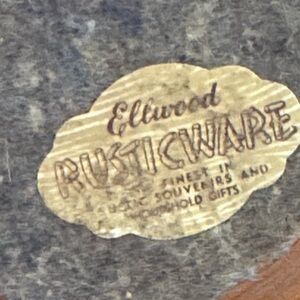 Ellwood
RUSTICWARE
FINEST IN
RUSTIC SOUVENIRS AND
HOUSEHOLD GIFTS